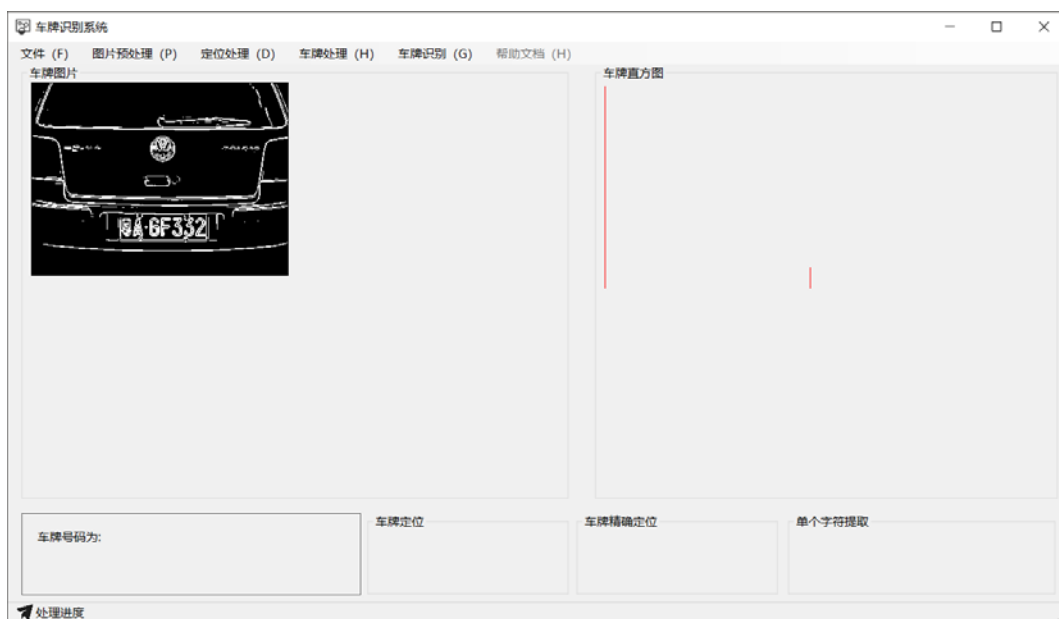 车牌识别系统
文件 (F) 图片预处理 (P) 定位处理 (D) 车牌处理 (H) 车牌识别 (G) 帮助文档 (H)
车牌图片
车牌直方图
粤A·6F332
车牌号码为:
车牌定位
车牌精确定位
单个字符提取
处理进度